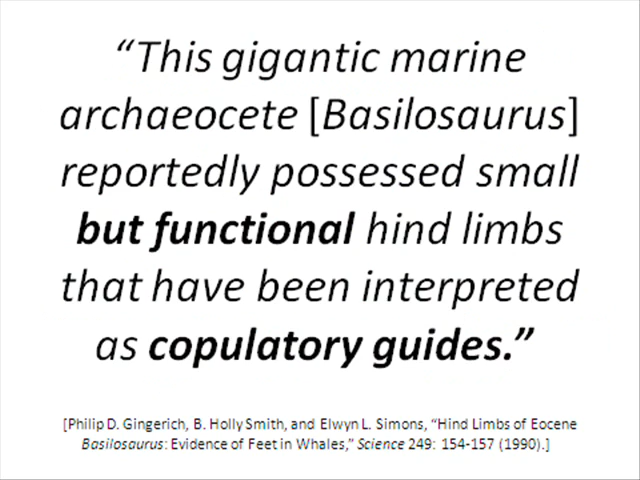 “This gigantic marine
archaeocete [Basilosaurus]
reportedly possessed small
but functional hind limbs
that have been interpreted
as copulatory guides.”
[Philip D. Gingerich, B. Holly Smith, and Elwyn L. Simons, “Hind Limbs of Eocene
Basilosaurus: Evidence of Feet in Whales,” Science 249: 154-157 (1990).]